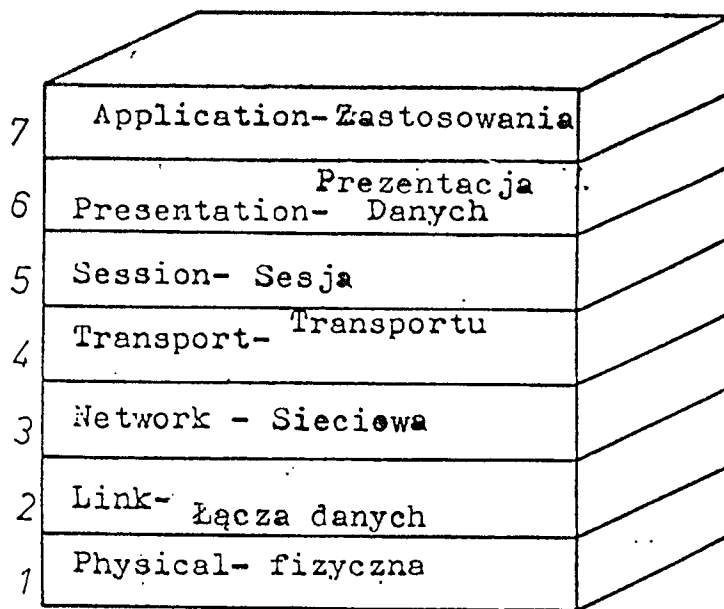 7 Application- Zastosowania
Prezentacja
6 Presentation- Danych
5 Session- Sesja
4 Transport- Transportu
3 Network - Sieciowa
2 Link- Łącza danych
1 Physical- fizyczna